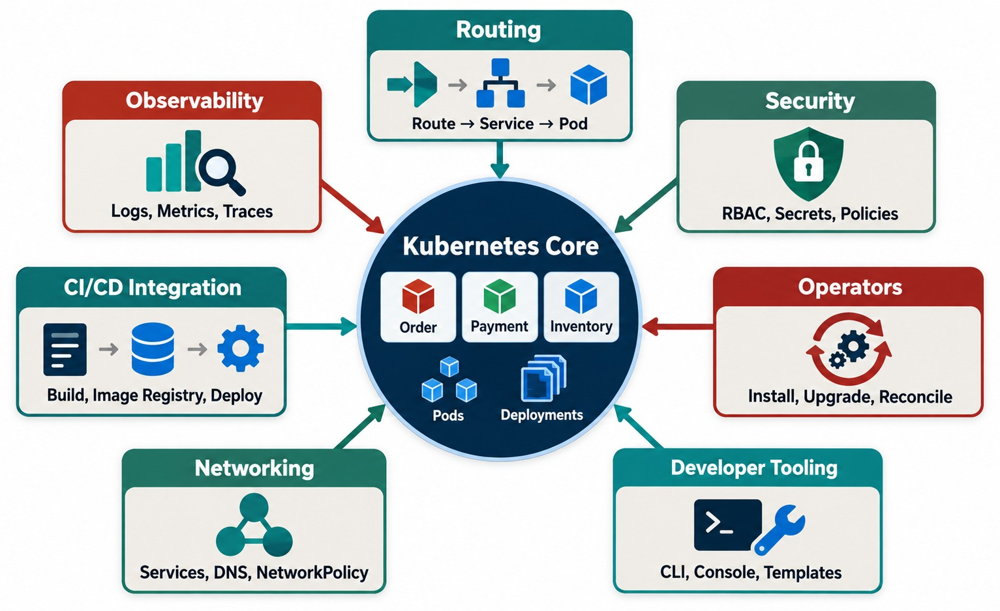 Routing
Route → Service → Pod
Observability
Logs, Metrics, Traces
Security
RBAC, Secrets, Policies
Kubernetes Core
Order
Payment
Inventory
Pods
Deployments
CI/CD Integration
Build, Image Registry, Deploy
Operators
Install, Upgrade, Reconcile
Networking
Services, DNS, NetworkPolicy
Developer Tooling
>_
CLI, Console, Templates